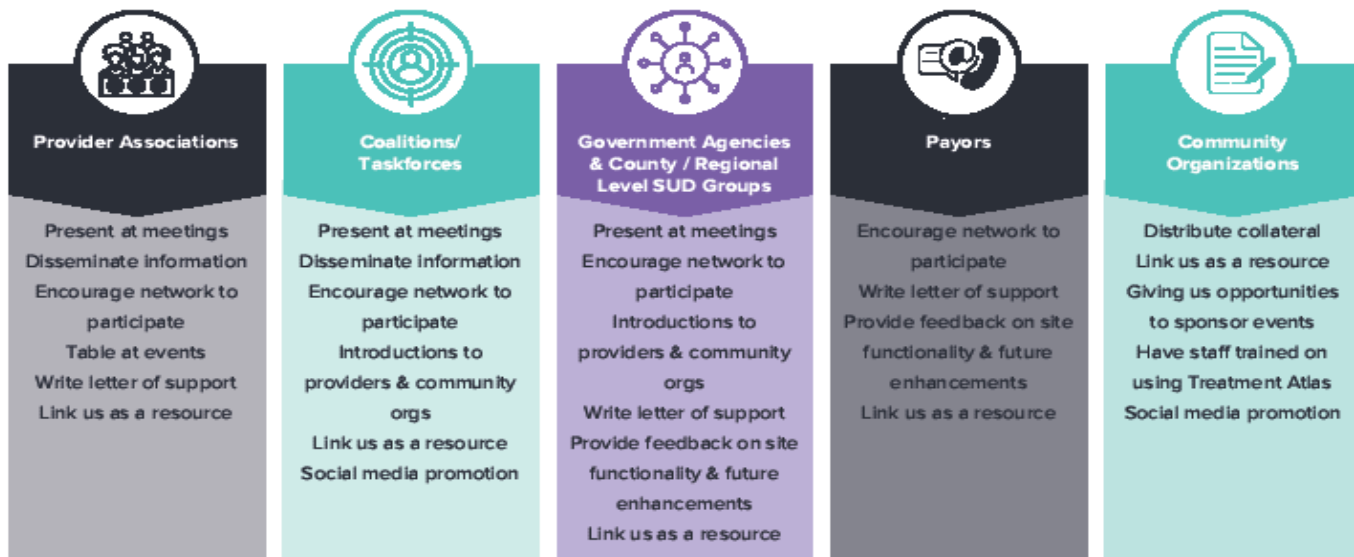 Provider Associations
Present at meetings
Disseminate information
Encourage network to
participate
Table at events
Write letter of support
Link us as a resource
Coalitions/
Taskforces
Present at meetings
Disseminate information
Encourage network to
participate
Introductions to
providers & community
orgs
Link us as a resource
Social media promotion
Government Agencies
& County / Regional
Level SUD Groups
Present at meetings
Encourage network to
participate
Introductions to
providers & community
orgs
Write letter of support
Provide feedback on site
functionality & future
enhancements
Link us as a resource
Payors
Encourage network to
participate
Write letter of support
Provide feedback on site
functionality & future
enhancements
Link us as a resource
Community
Organizations
Distribute collateral
Link us as a resource
Giving us opportunities
to sponsor events
Have staff trained on
using Treatment Atlas
Social media promotion